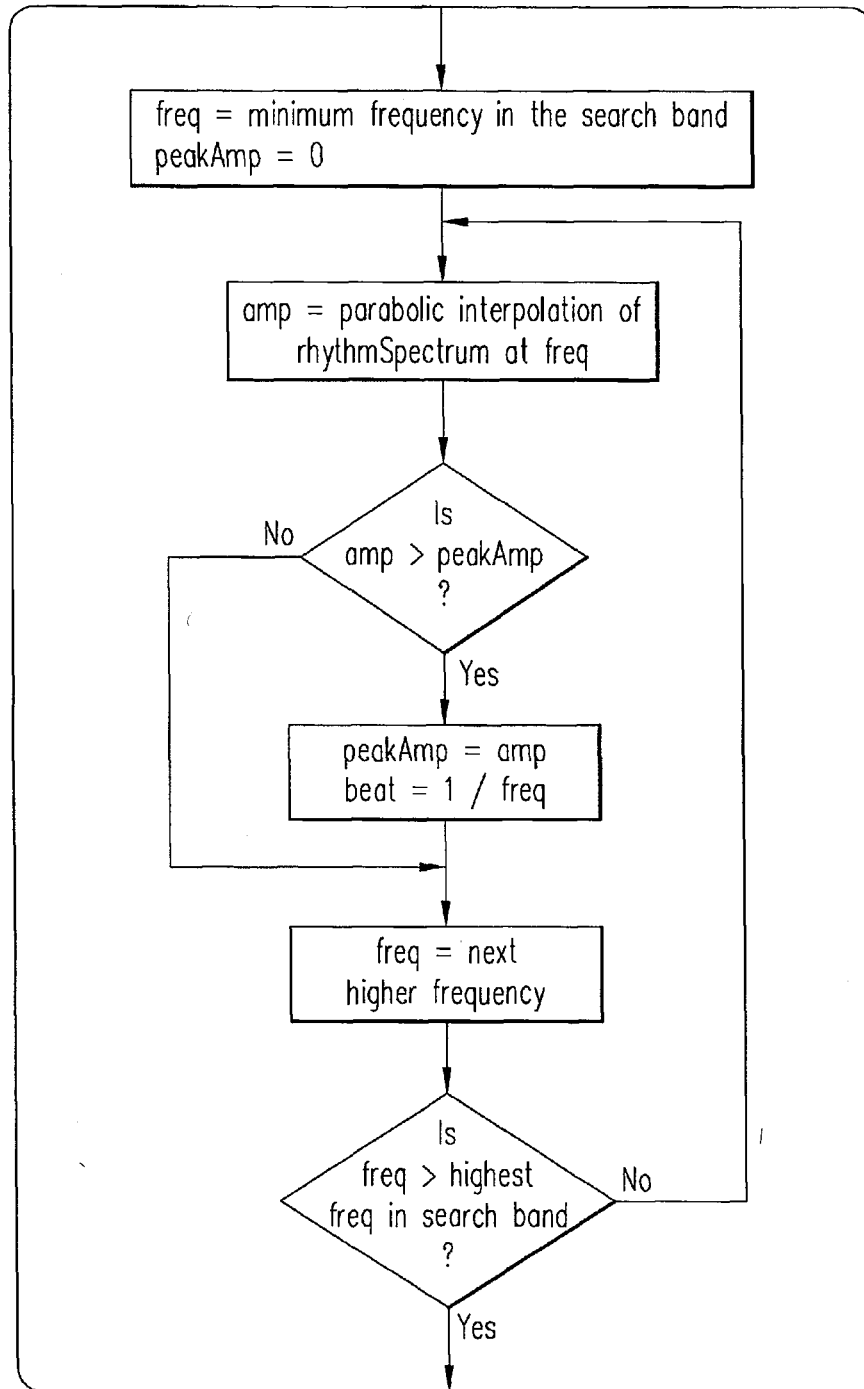 freq = minimum frequency in the search band
peakAmp = 0
amp = parabolic interpolation of
rhythmSpectrum at freq
Is
amp > peakAmp
?
No
Yes
peakAmp = amp
beat = 1 / freq
freq = next
higher frequency
Is
freq > highest
freq in search band
?
No
Yes